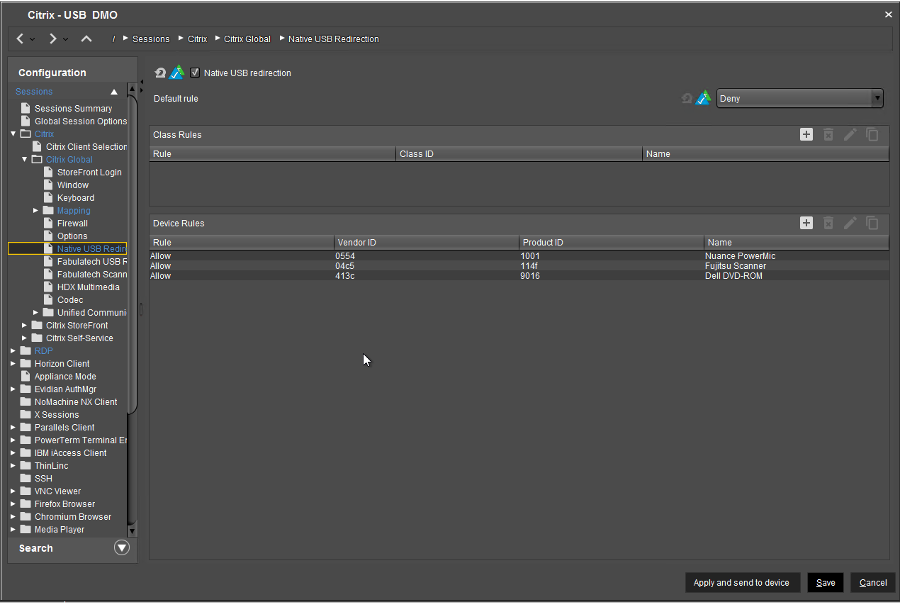 Citrix - USB DMO
/ Sessions Citrix Citrix Global Native USB Redirection
Configuration
Sessions
Sessions Summary
Global Session Options
Citrix
Citrix Client Selection
Citrix Global
StoreFront Login
Window
Keyboard
Mapping
Firewall
Options
Native USB Redir
Fabulatech USB R
Fabulatech Scann
HDX Multimedia
Codec
Unified Communi
Citrix StoreFront
Citrix Self-Service
RDP
Horizon Client
Appliance Mode
Evidian AuthMgr
NoMachine NX Client
X Sessions
Parallels Client
PowerTerm Terminal Er
IBM iAccess Client
ThinLinc
SSH
VNC Viewer
Firefox Browser
Chromium Browser
Media Player
Search
Native USB redirection
Default rule Deny
Class Rules
Rule Class ID Name
Device Rules
Rule Vendor ID Product ID Name
Allow 0554 1001 Nuance PowerMic
Allow 04c5 114f Fujitsu Scanner
Allow 413c 9016 Dell DVD-ROM
Apply and send to device Save Cancel